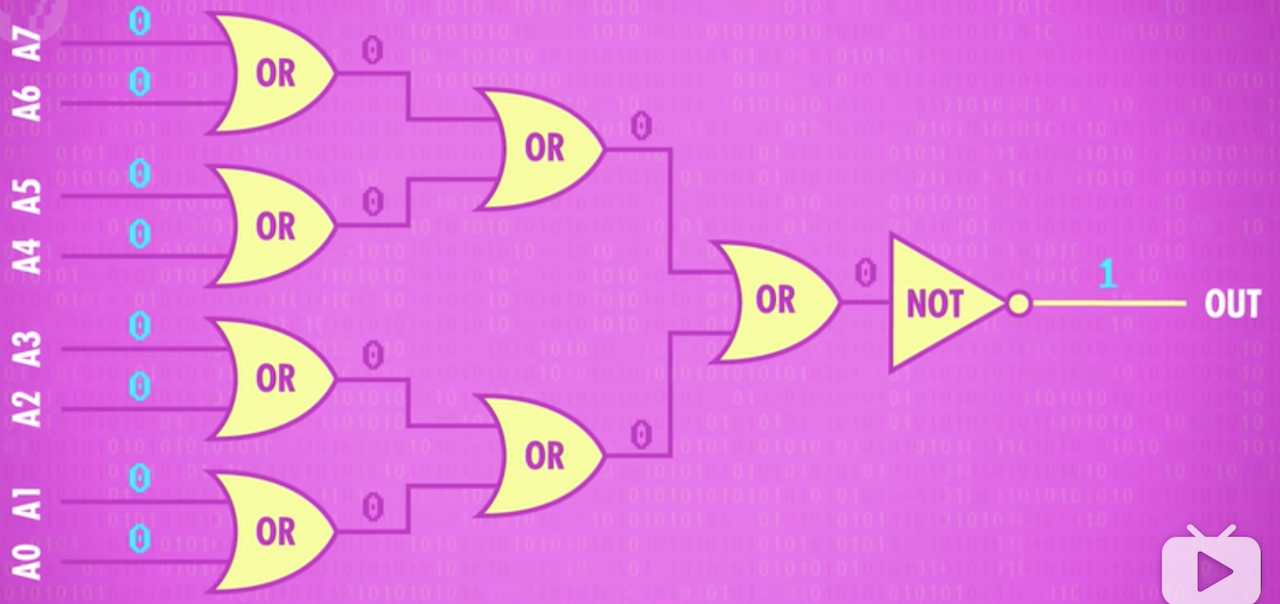 A7 0 OR 0
A6 0
OR 0
A5 0 OR 0
A4 0
OR 0 NOT 1 OUT
A3 0 OR 0
A2 0
OR 0
A1 0 OR 0
A0 0